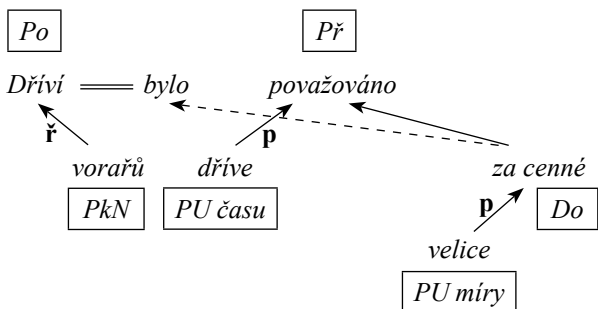 Po Př
Dříví bylo považováno
ř p
vorařů dříve za cenné
PkN PU času p Do
velice
PU míry